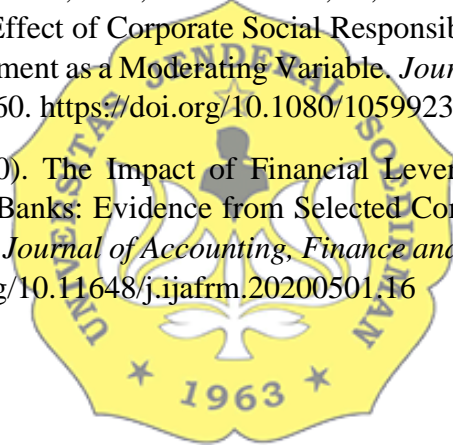 Effect of Corporate Social Responsib
ment as a Moderating Variable. Jour
60. https://doi.org/10.1080/1059923
0). The Impact of Financial Lever
Banks: Evidence from Selected Cor
Journal of Accounting, Finance and
g/10.11648/j.ijafrm.20200501.16
UNIVERSITAS JENDERAL SOEDIRMAN
★ 1963 ★